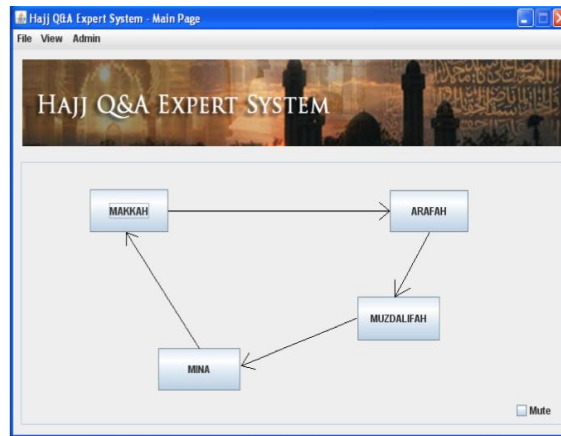 Hajj Q&A Expert System - Main Page
File View Admin
HAJJ Q&A EXPERT SYSTEM
MAKKAH
ARAFAH
MUZDALIFAH
MINA
Mute